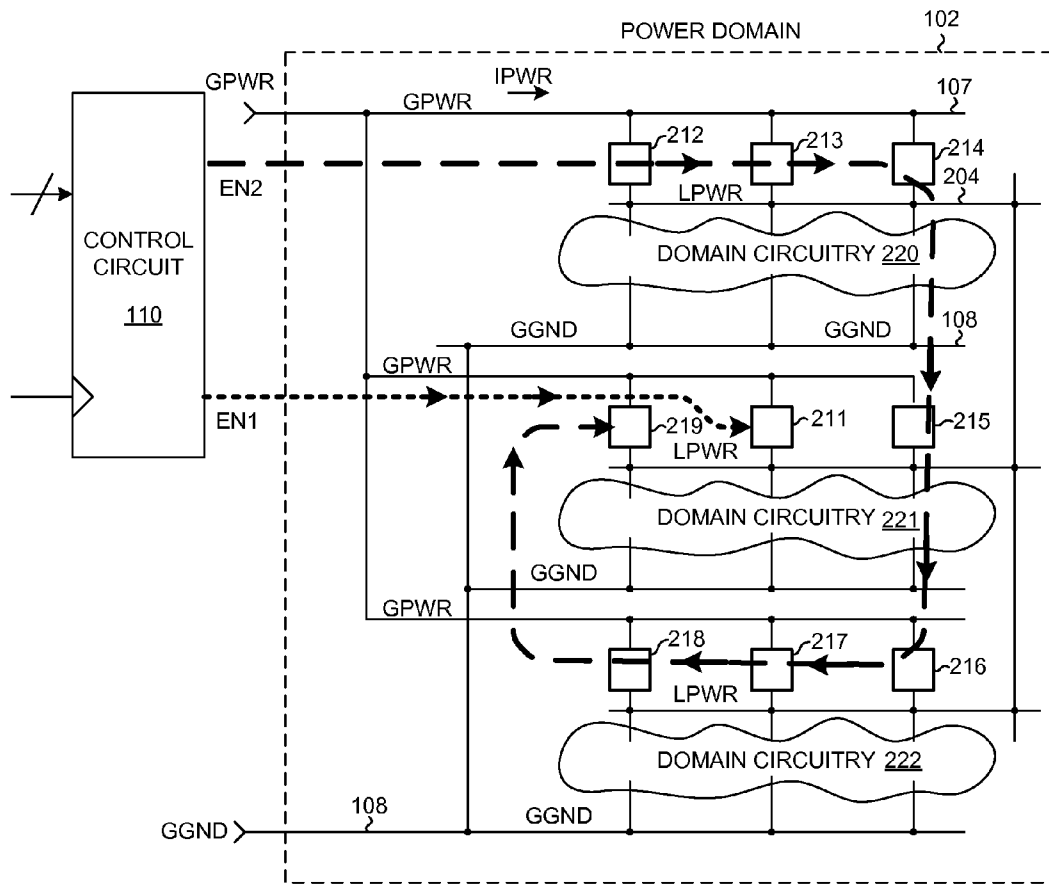 POWER DOMAIN
102
GPWR
IPWR
GPWR
107
212
213
214
EN2
LPWR
204
CONTROL
CIRCUIT
110
DOMAIN CIRCUITRY 220
GGND
GGND
108
GPWR
EN1
219
211
215
LPWR
DOMAIN CIRCUITRY 221
GGND
GPWR
218
217
216
LPWR
DOMAIN CIRCUITRY 222
108
GGND
GGND